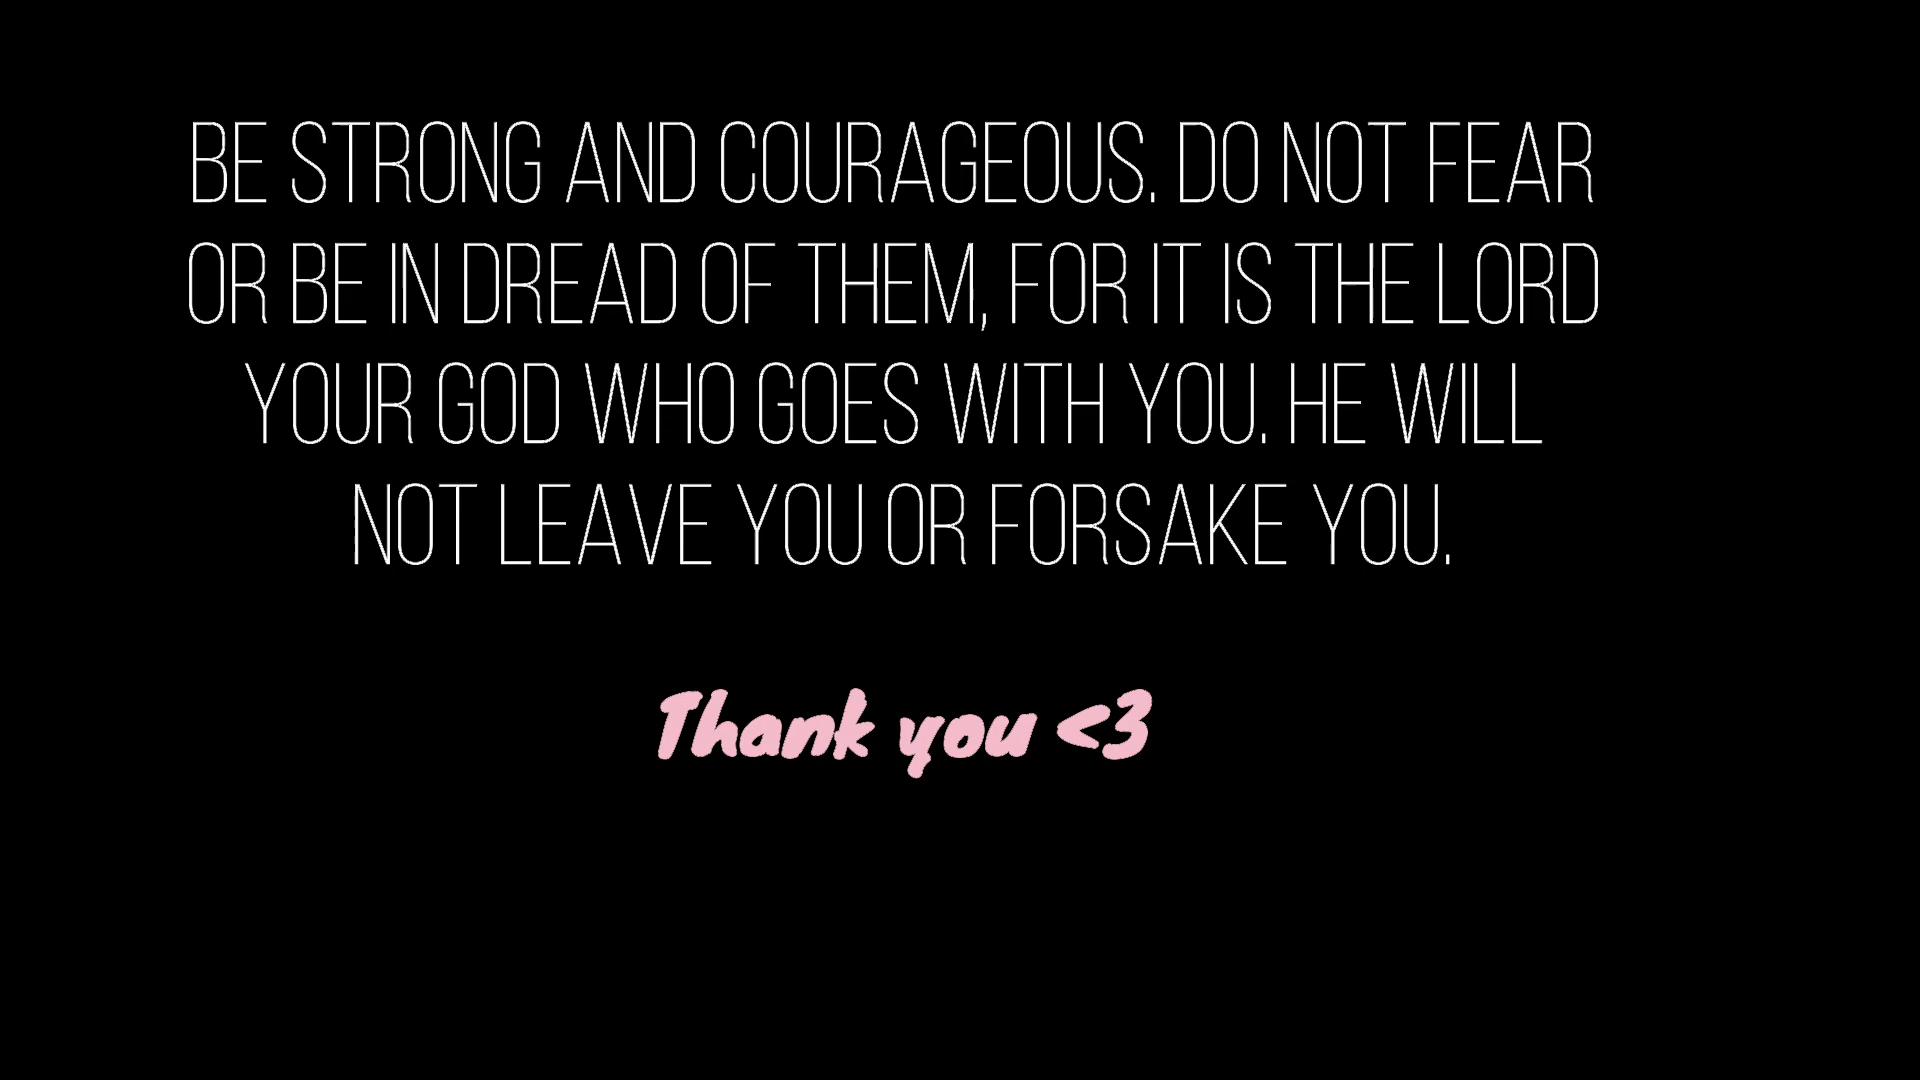 BE STRONG AND COURAGEOUS. DO NOT FEAR
OR BE IN DREAD OF THEM, FOR IT IS THE LORD
YOUR GOD WHO GOES WITH YOU. HE WILL
NOT LEAVE YOU OR FORSAKE YOU.
Thank you <3